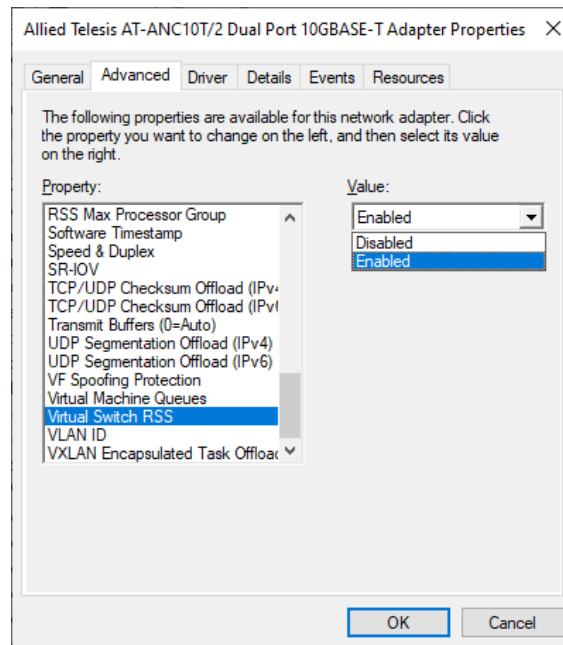 Allied Telesis AT-ANC10T/2 Dual Port 10GBASE-T Adapter Properties
General Advanced Driver Details Events Resources
The following properties are available for this network adapter. Click
the property you want to change on the left, and then select its value
on the right.
Property:
RSS Max Processor Group
Software Timestamp
Speed & Duplex
SR-IOV
TCP/UDP Checksum Offload (IPv4
TCP/UDP Checksum Offload (IPv6
Transmit Buffers (0=Auto)
UDP Segmentation Offload (IPv4)
UDP Segmentation Offload (IPv6)
VF Spoofing Protection
Virtual Machine Queues
Virtual Switch RSS
VLAN ID
VXLAN Encapsulated Task Offloac
Value:
Enabled
Disabled
Enabled
OK Cancel